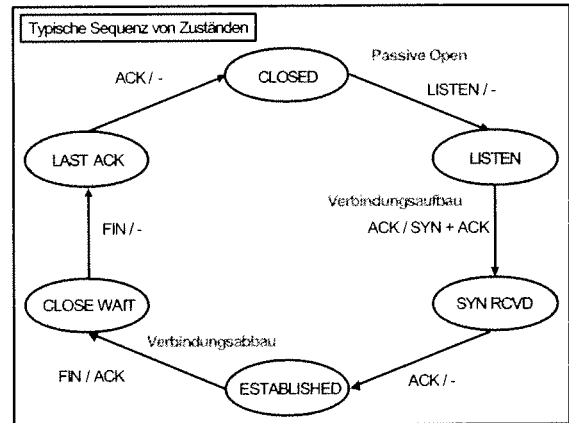 Typische Sequenz von Zuständen
CLOSED
Passive Open
ACK / -
LISTEN / -
LAST ACK
LISTEN
Verbindungsaufbau
ACK / SYN + ACK
FIN / -
CLOSE WAIT
SYN RCVD
Verbindungsabbau
FIN / ACK
ESTABLISHED
ACK / -